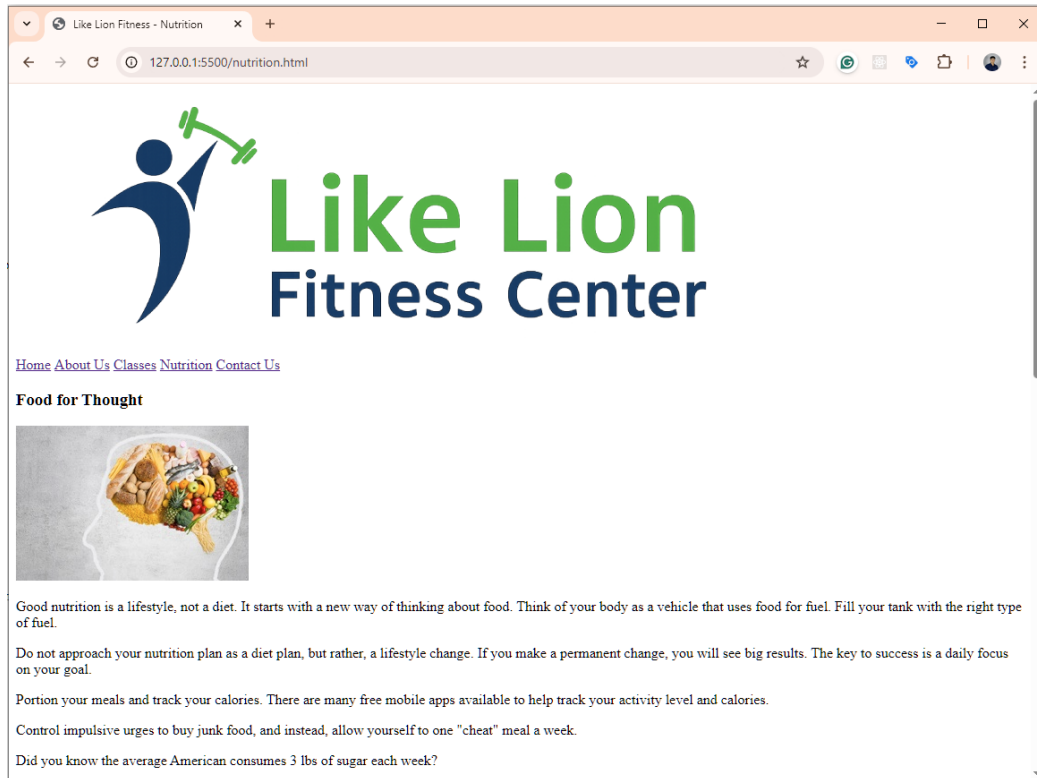 Like Lion Fitness - Nutrition
127.0.0.1:5500/nutrition.html
Like Lion
Fitness Center
Home About Us Classes Nutrition Contact Us
Food for Thought
Good nutrition is a lifestyle, not a diet. It starts with a new way of thinking about food. Think of your body as a vehicle that uses food for fuel. Fill your tank with the right type
of fuel.
Do not approach your nutrition plan as a diet plan, but rather, a lifestyle change. If you make a permanent change, you will see big results. The key to success is a daily focus
on your goal.
Portion your meals and track your calories. There are many free mobile apps available to help track your activity level and calories.
Control impulsive urges to buy junk food, and instead, allow yourself to one "cheat" meal a week.
Did you know the average American consumes 3 lbs of sugar each week?